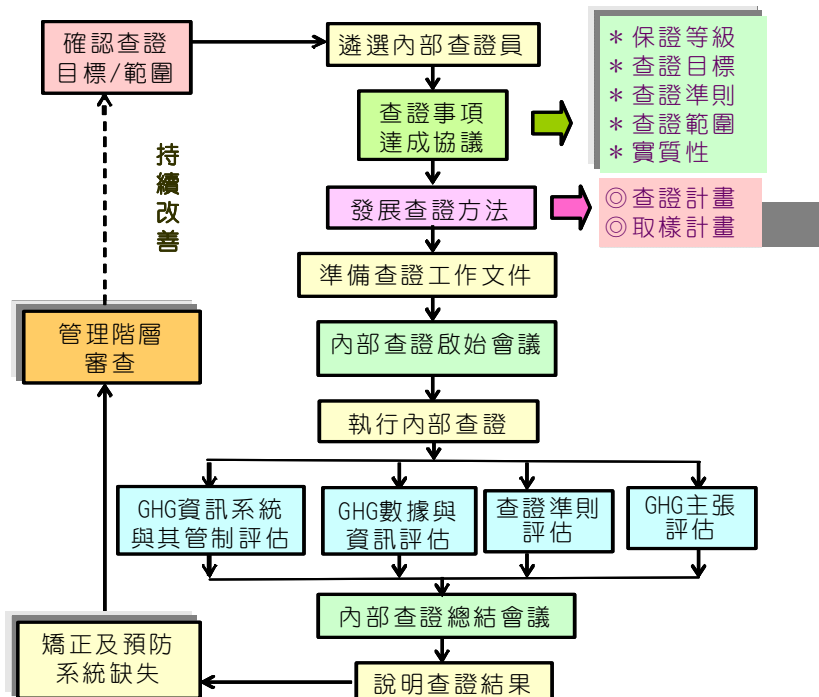 確認查證
目標/範圍
遴選內部查證員
查證事項
達成協議
＊保證等級
＊查證目標
＊查證準則
＊查證範圍
＊實質性
發展查證方法
◎查證計畫
◎取樣計畫
持
續
改
善
準備查證工作文件
內部查證啟始會議
管理階層
審查
執行內部查證
GHG資訊系統
與其管制評估
GHG數據與
資訊評估
查證準則
評估
GHG主張
評估
內部查證總結會議
說明查證結果
矯正及預防
系統缺失